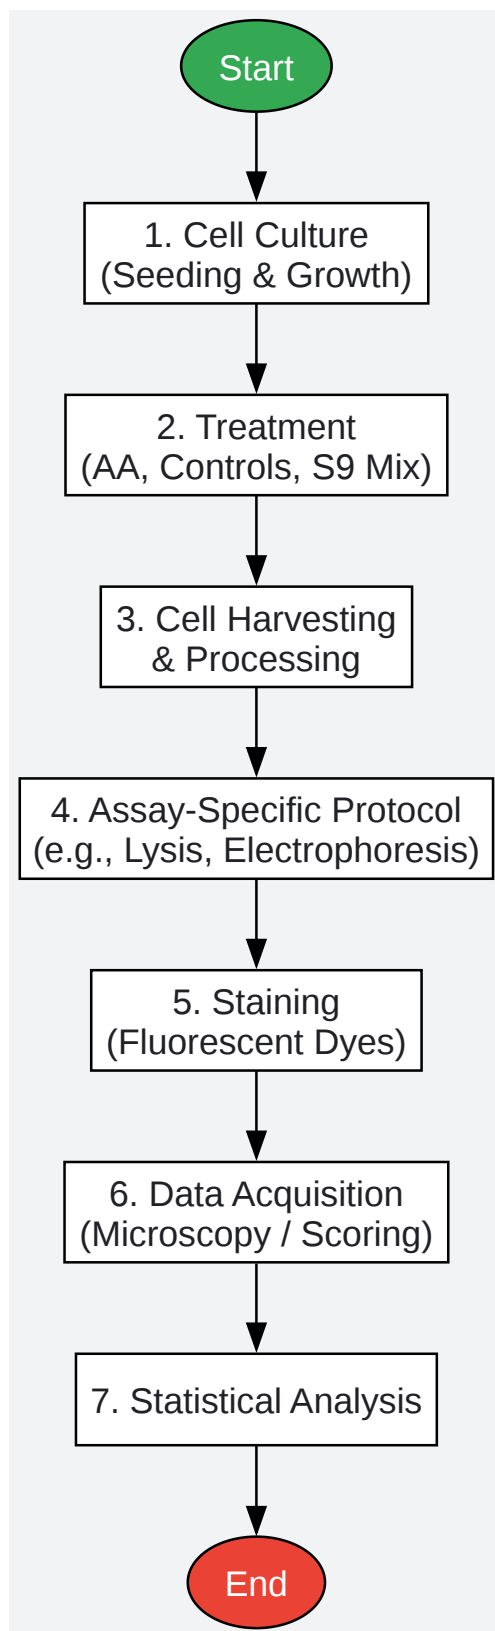 Start
1. Cell Culture
(Seeding & Growth)
2. Treatment
(AA, Controls, S9 Mix)
3. Cell Harvesting
& Processing
4. Assay-Specific Protocol
(e.g., Lysis, Electrophoresis)
5. Staining
(Fluorescent Dyes)
6. Data Acquisition
(Microscopy / Scoring)
7. Statistical Analysis
End